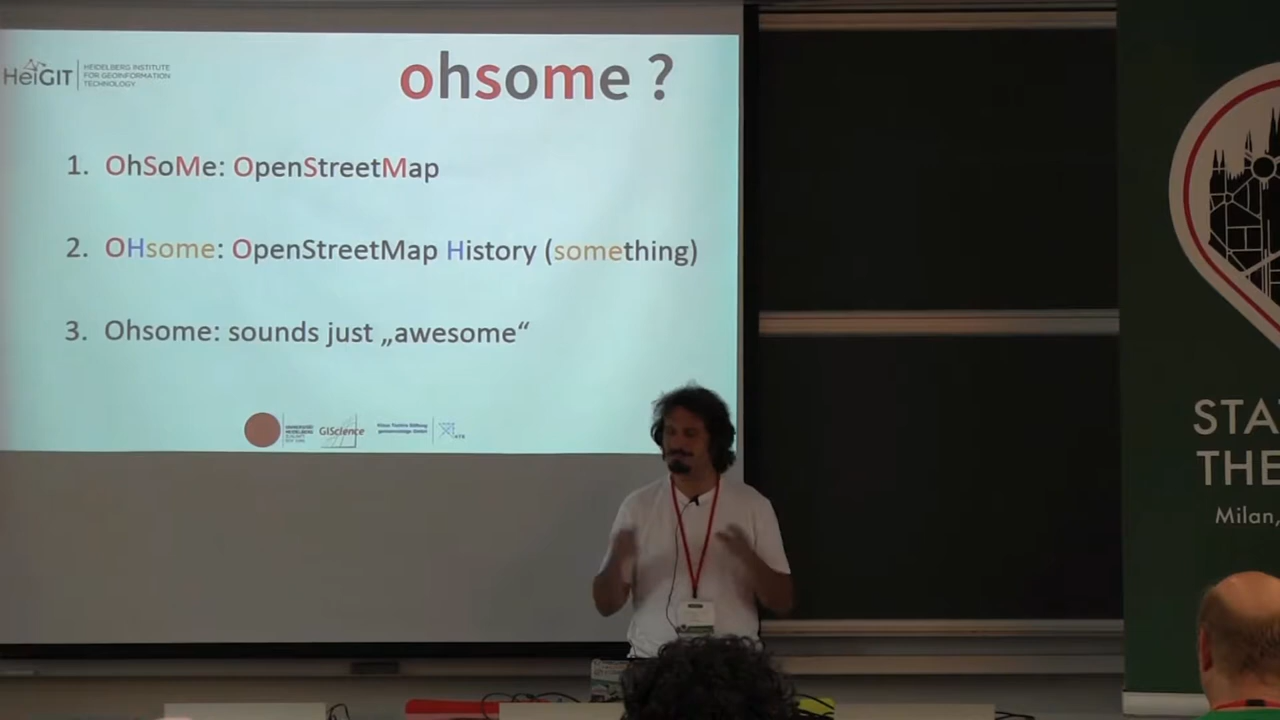 HeiGIT
HEIDELBERG INSTITUTE
FOR GEOINFORMATION
TECHNOLOGY
ohsome ?
1. OhSoMe: OpenStreetMap
2. OHsome: OpenStreetMap History (something)
3. Ohsome: sounds just „awesome“
GIScience
STA
THE
Milan,